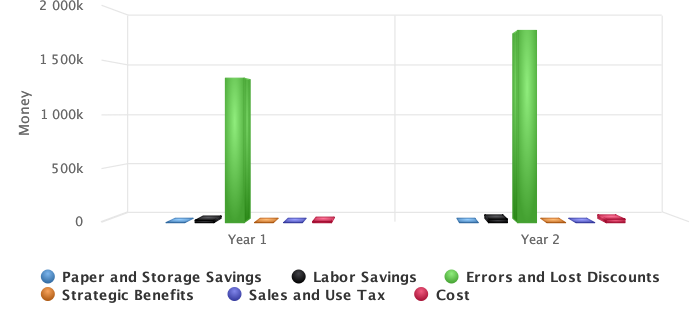 2 000k
1 500k
1 000k
500k
0
Money
Year 1 Year 2
Paper and Storage Savings Labor Savings Errors and Lost Discounts
Strategic Benefits Sales and Use Tax Cost